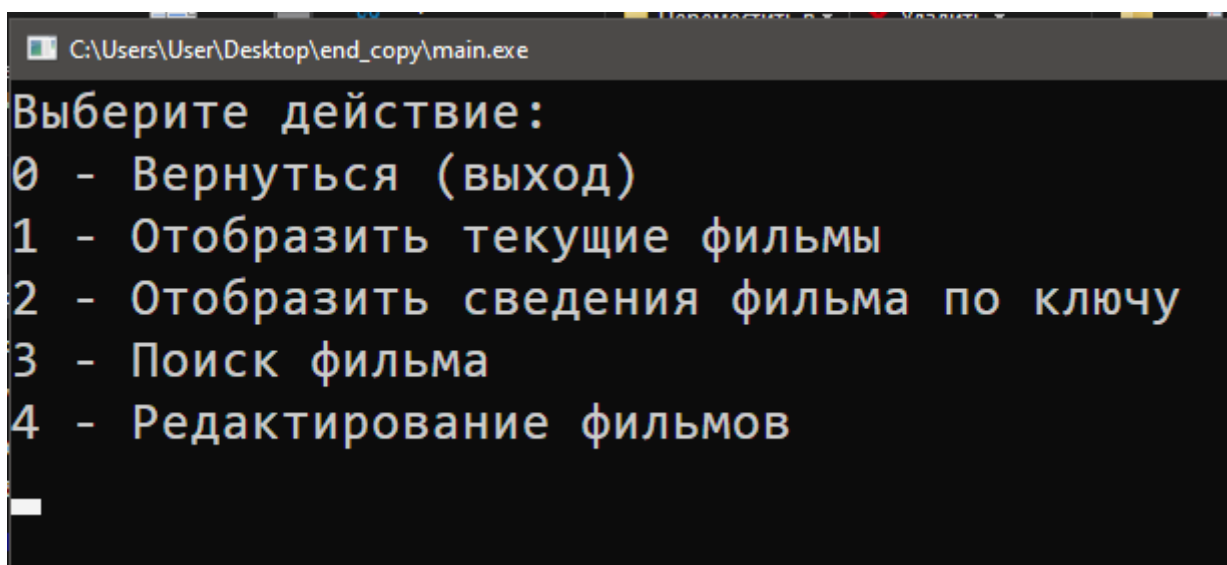 C:\Users\User\Desktop\end_copy\main.exe
Выберите действие:
0 - Вернуться (выход)
1 - Отобразить текущие фильмы
2 - Отобразить сведения фильма по ключу
3 - Поиск фильма
4 - Редактирование фильмов